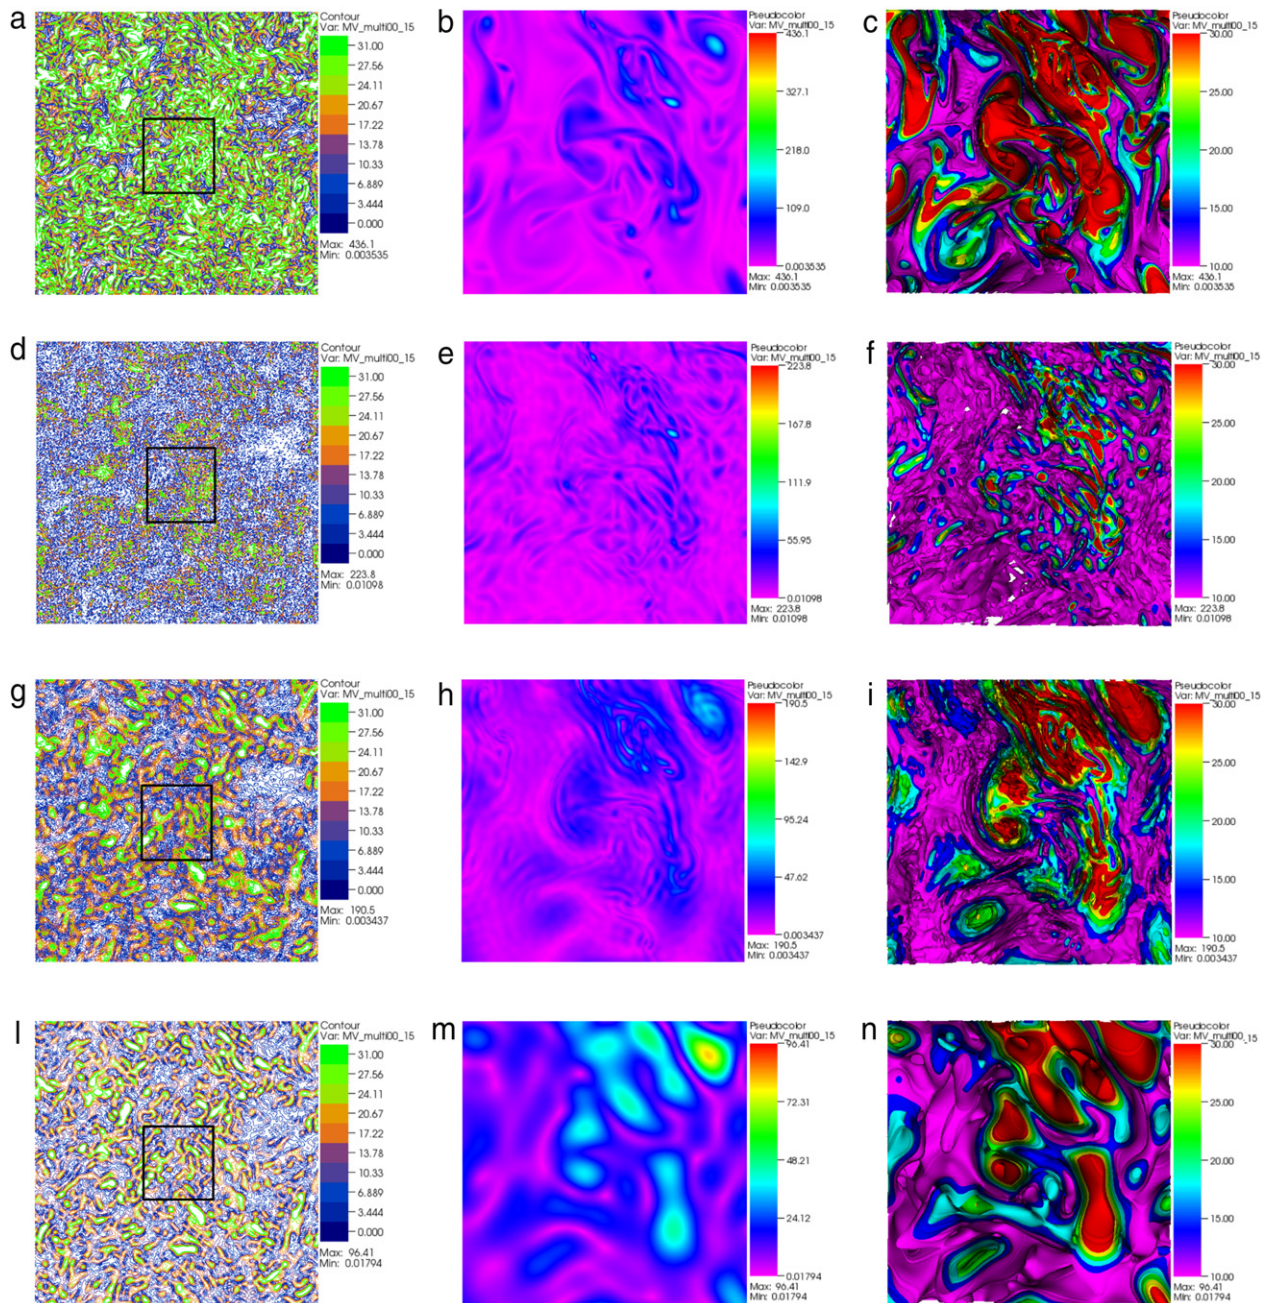 a
Contour
Var: MV_multi00_15
31.00
27.56
24.11
20.67
17.22
13.78
10.33
6.889
3.444
0.000
Max: 436.1
Min: 0.003535
b
Pseudocolor
Var: MV_multi00_15
436.1
327.1
218.0
109.0
0.003535
Max: 436.1
Min: 0.003535
c
Pseudocolor
Var: MV_multi00_15
30.00
25.00
20.00
15.00
10.00
Max: 436.1
Min: 0.003535
d
Contour
Var: MV_multi00_15
31.00
27.56
24.11
20.67
17.22
13.78
10.33
6.889
3.444
0.000
Max: 223.8
Min: 0.01098
e
Pseudocolor
Var: MV_multi00_15
223.8
167.8
111.9
55.95
0.01098
Max: 223.8
Min: 0.01098
f
Pseudocolor
Var: MV_multi00_15
30.00
25.00
20.00
15.00
10.00
Max: 223.8
Min: 0.01098
g
Contour
Var: MV_multi00_15
31.00
27.56
24.11
20.67
17.22
13.78
10.33
6.889
3.444
0.000
Max: 190.5
Min: 0.003437
h
Pseudocolor
Var: MV_multi00_15
190.5
142.9
95.24
47.62
0.003437
Max: 190.5
Min: 0.003437
i
Pseudocolor
Var: MV_multi00_15
30.00
25.00
20.00
15.00
10.00
Max: 190.5
Min: 0.003437
l
Contour
Var: MV_multi00_15
31.00
27.56
24.11
20.67
17.22
13.78
10.33
6.889
3.444
0.000
Max: 96.41
Min: 0.01794
m
Pseudocolor
Var: MV_multi00_15
96.41
72.31
48.21
24.12
0.01794
Max: 96.41
Min: 0.01794
n
Pseudocolor
Var: MV_multi00_15
30.00
25.00
20.00
15.00
10.00
Max: 96.41
Min: 0.01794